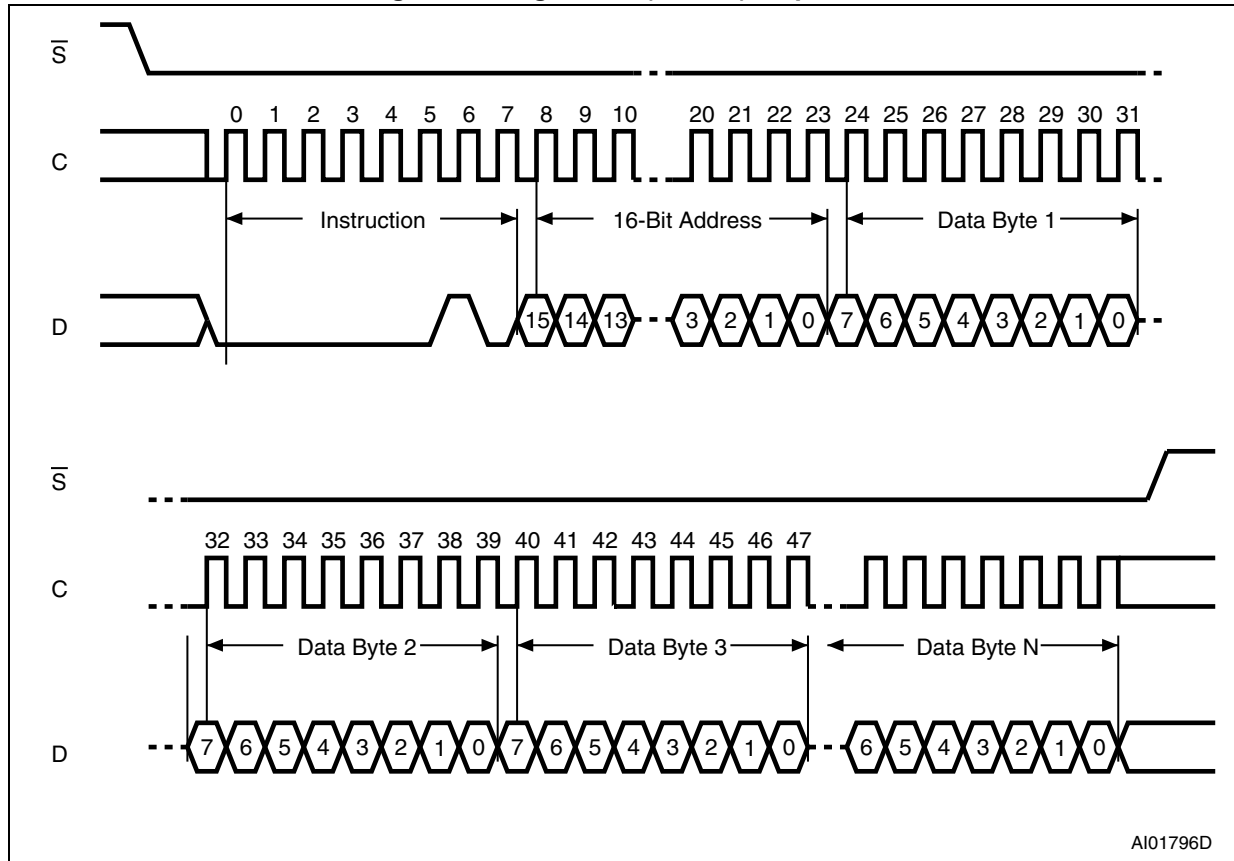 S̅
0 1 2 3 4 5 6 7 8 9 10 20 21 22 23 24 25 26 27 28 29 30 31
C
Instruction 16-Bit Address Data Byte 1
D 15 14 13 3 2 1 0 7 6 5 4 3 2 1 0
S̅
32 33 34 35 36 37 38 39 40 41 42 43 44 45 46 47
C
Data Byte 2 Data Byte 3 Data Byte N
D 7 6 5 4 3 2 1 0 7 6 5 4 3 2 1 0 6 5 4 3 2 1 0
AI01796D